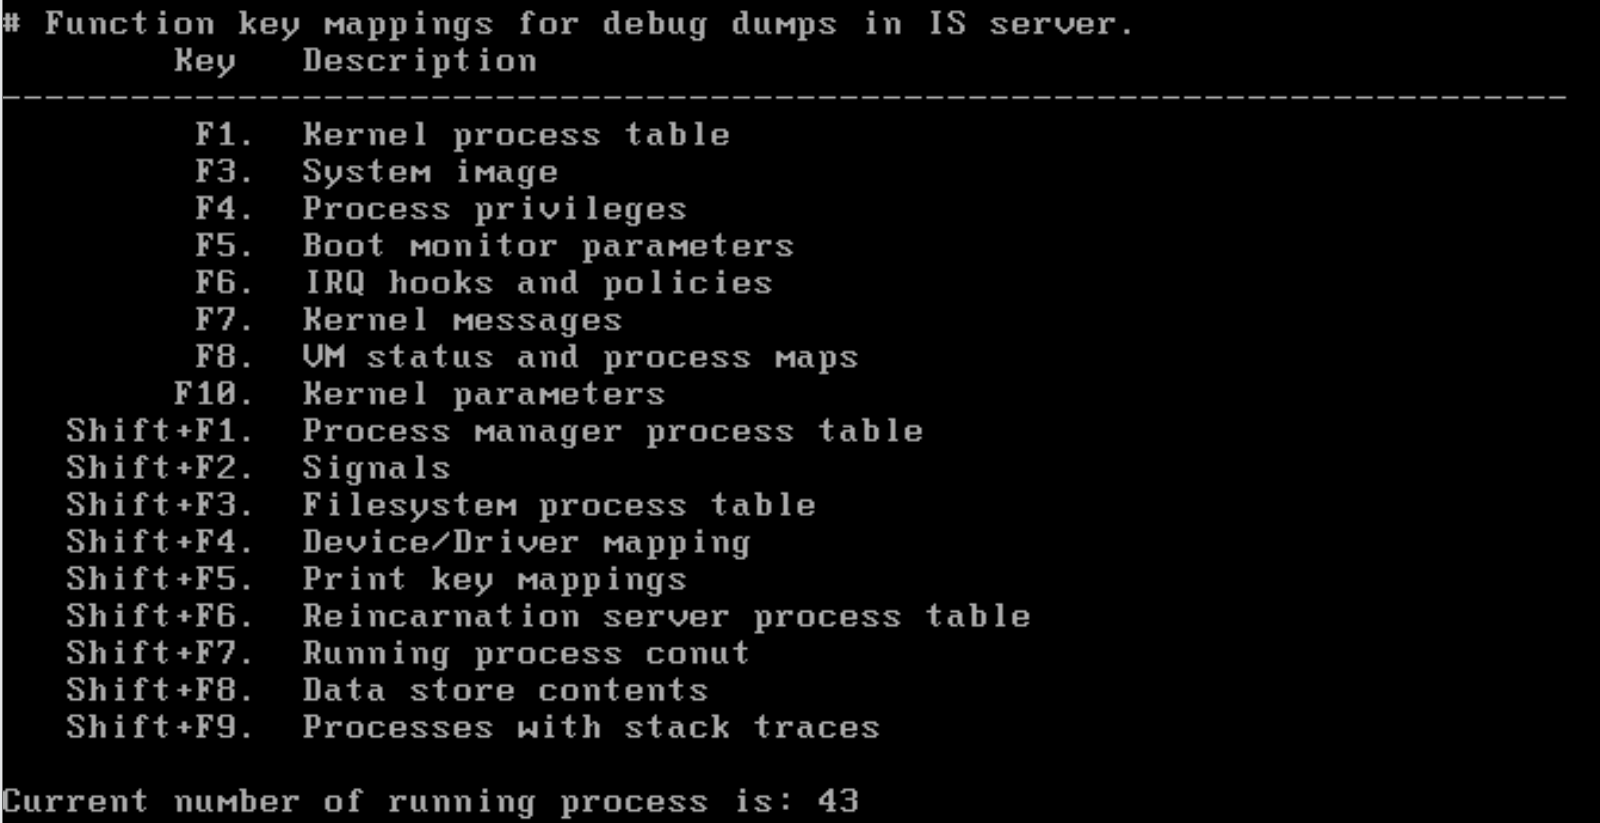 # Function key mappings for debug dumps in IS server.
Key Description
-------------------------------------------------------------------------
F1. Kernel process table
F3. System image
F4. Process privileges
F5. Boot monitor parameters
F6. IRQ hooks and policies
F7. Kernel messages
F8. VM status and process maps
F10. Kernel parameters
Shift+F1. Process manager process table
Shift+F2. Signals
Shift+F3. Filesystem process table
Shift+F4. Device/Driver mapping
Shift+F5. Print key mappings
Shift+F6. Reincarnation server process table
Shift+F7. Running process conut
Shift+F8. Data store contents
Shift+F9. Processes with stack traces
Current number of running process is: 43